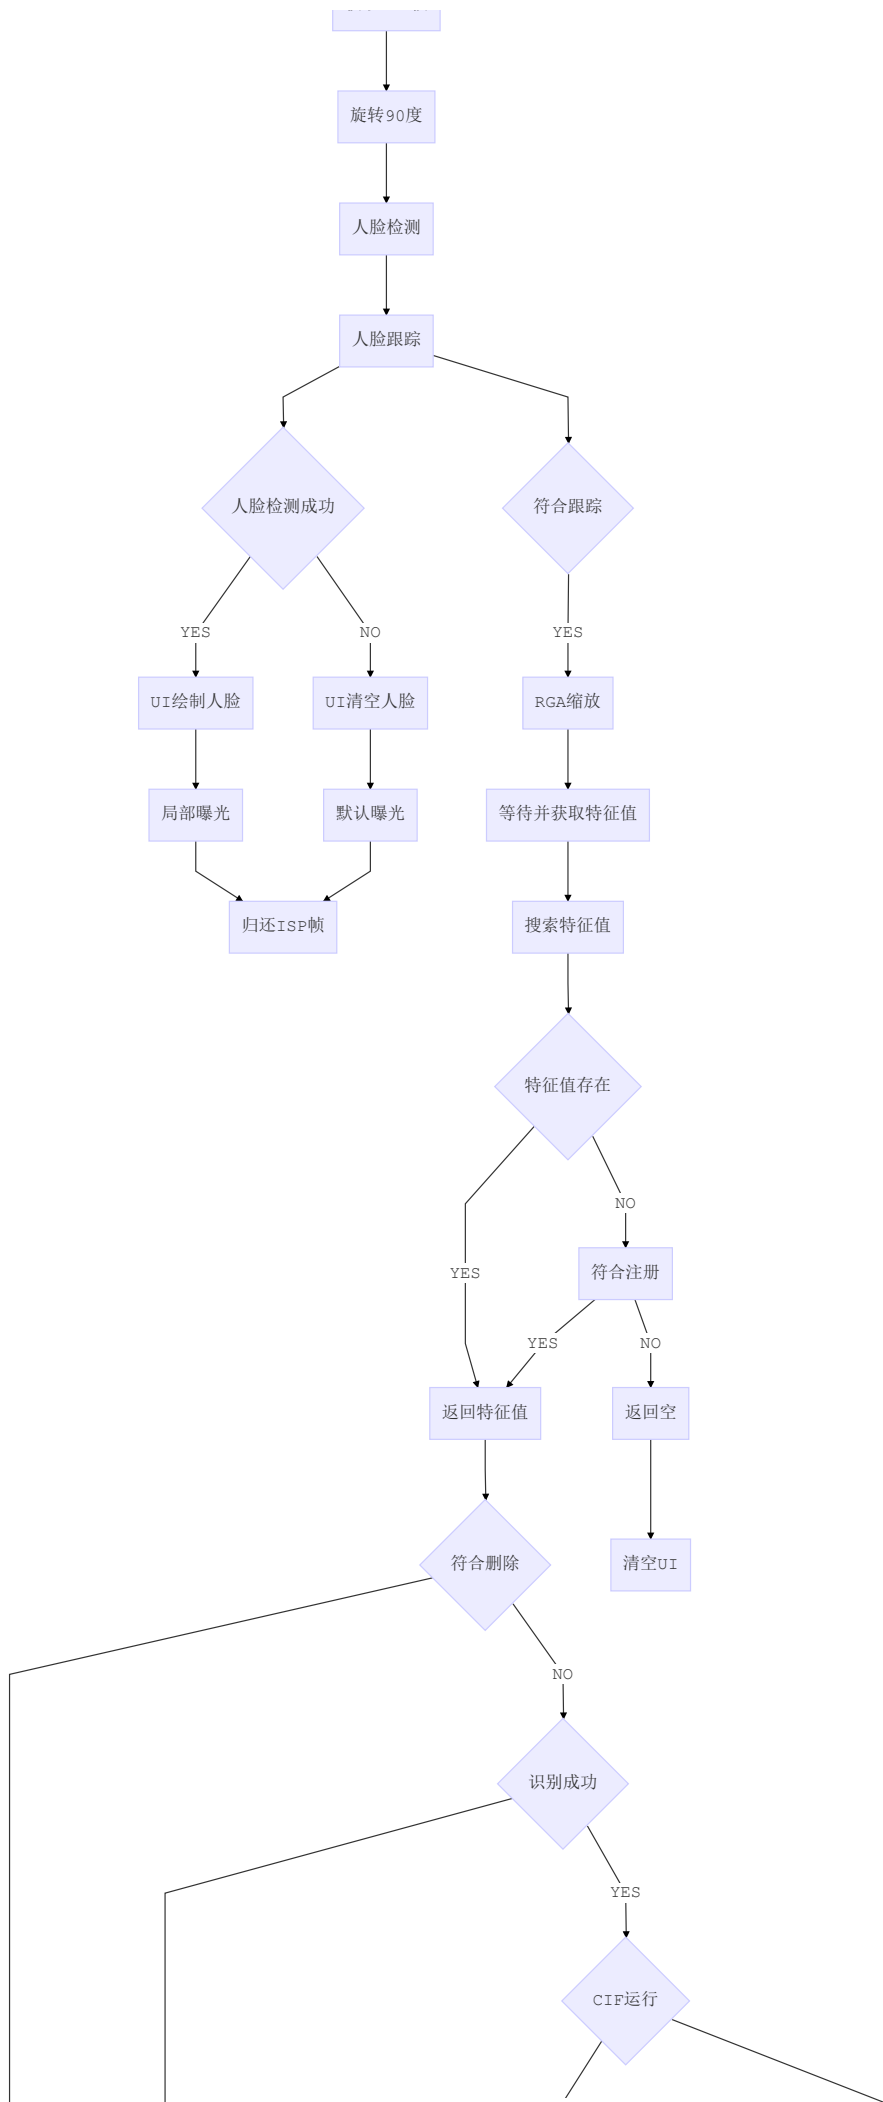 旋转90度
人脸检测
人脸跟踪
人脸检测成功
符合跟踪
YES
NO
YES
UI绘制人脸
UI清空人脸
RGA缩放
局部曝光
默认曝光
等待并获取特征值
归还ISP帧
搜索特征值
特征值存在
NO
YES
符合注册
YES
NO
返回特征值
返回空
符合删除
清空UI
NO
识别成功
YES
CIF运行